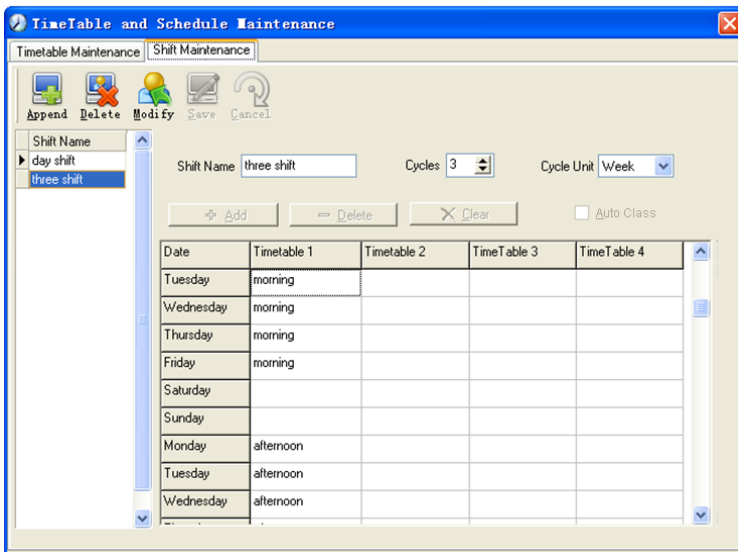 TimeTable and Schedule Maintenance
Timetable Maintenance Shift Maintenance
Append Delete Modify Save Cancel
Shift Name
day shift
three shift
Shift Name three shift Cycles 3 Cycle Unit Week
Add Delete Clear Auto Class
Date Timetable 1 Timetable 2 TimeTable 3 TimeTable 4
Tuesday morning
Wednesday morning
Thursday morning
Friday morning
Saturday
Sunday
Monday afternoon
Tuesday afternoon
Wednesday afternoon